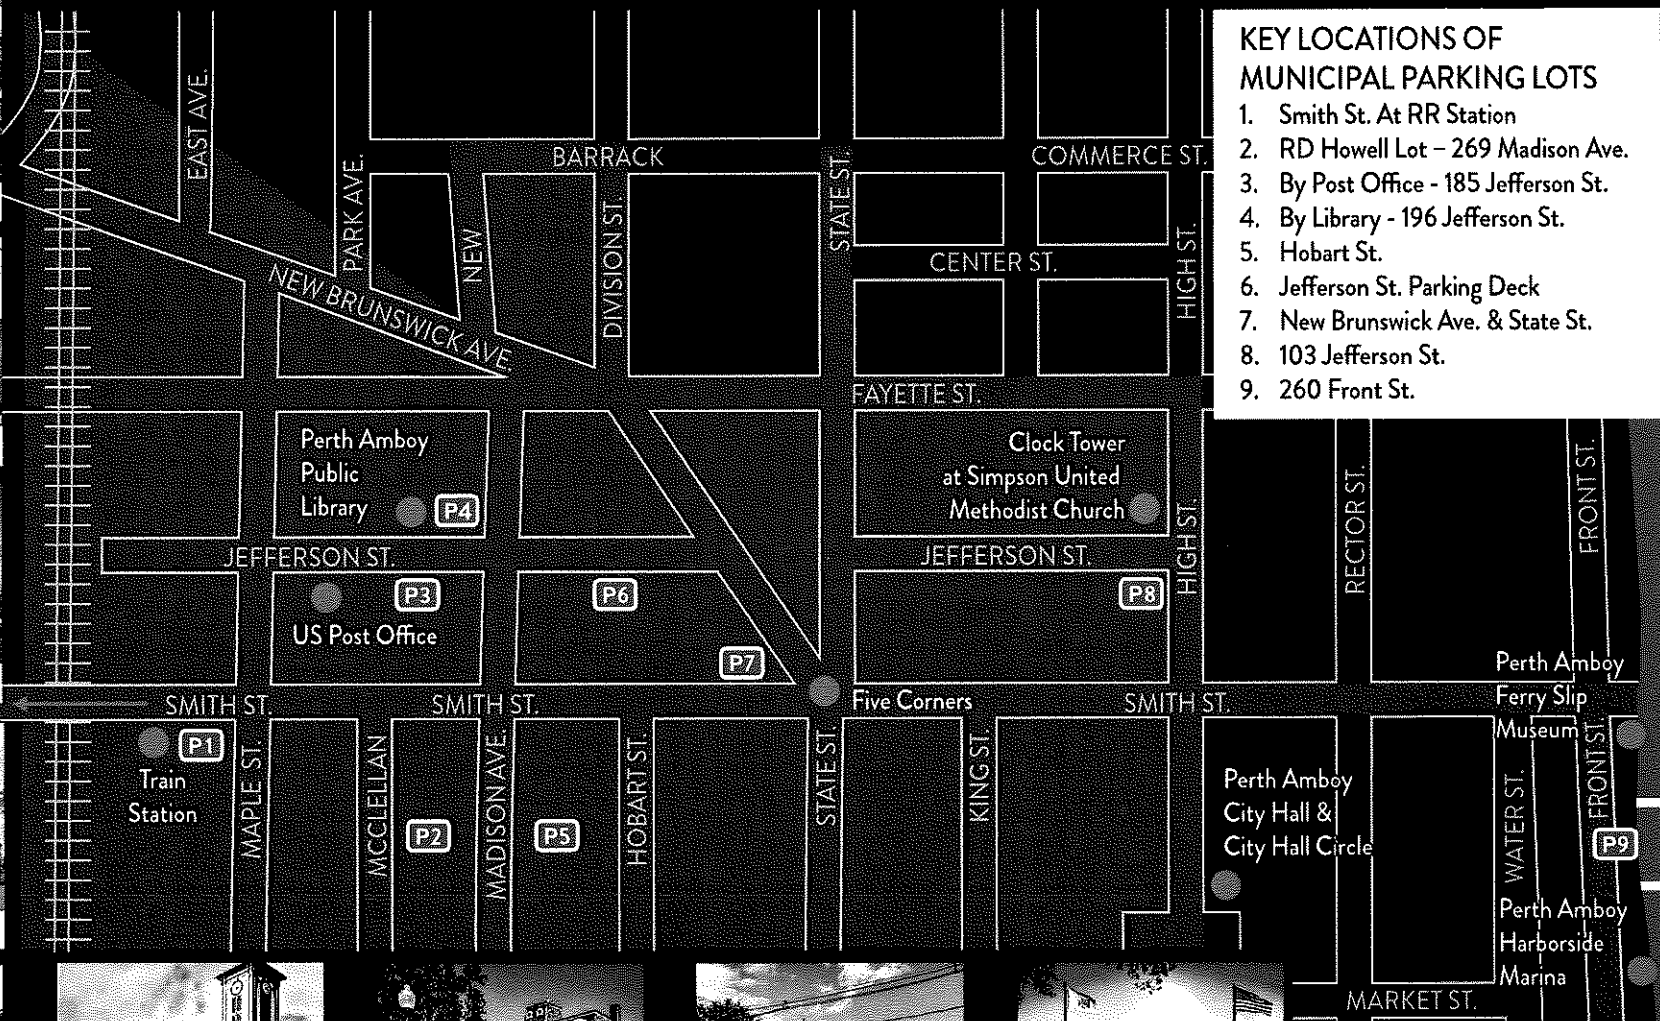 KEY LOCATIONS OF
MUNICIPAL PARKING LOTS
1. Smith St. At RR Station
2. RD Howell Lot – 269 Madison Ave.
3. By Post Office - 185 Jefferson St.
4. By Library - 196 Jefferson St.
5. Hobart St.
6. Jefferson St. Parking Deck
7. New Brunswick Ave. & State St.
8. 103 Jefferson St.
9. 260 Front St.
EAST AVE.
PARK AVE.
BARRACK
COMMERCE ST.
NEW
DIVISION ST.
STATE ST.
CENTER ST.
HIGH ST.
NEW BRUNSWICK AVE.
FAYETTE ST.
Perth Amboy
Public
Library
P4
Clock Tower
at Simpson United
Methodist Church
HIGH ST.
RECTOR ST.
FRONT ST.
JEFFERSON ST.
JEFFERSON ST.
US Post Office
P3
P6
P8
P7
Five Corners
Perth Amboy
Ferry Slip
Museum
SMITH ST.
SMITH ST.
SMITH ST.
P1
Train
Station
MAPLE ST.
MCCLELLAN
P2
MADISON AVE.
P5
HOBART ST.
STATE ST.
KING ST.
Perth Amboy
City Hall &
City Hall Circle
WATER ST.
FRONT ST.
P9
Perth Amboy
Harborside
Marina
MARKET ST.